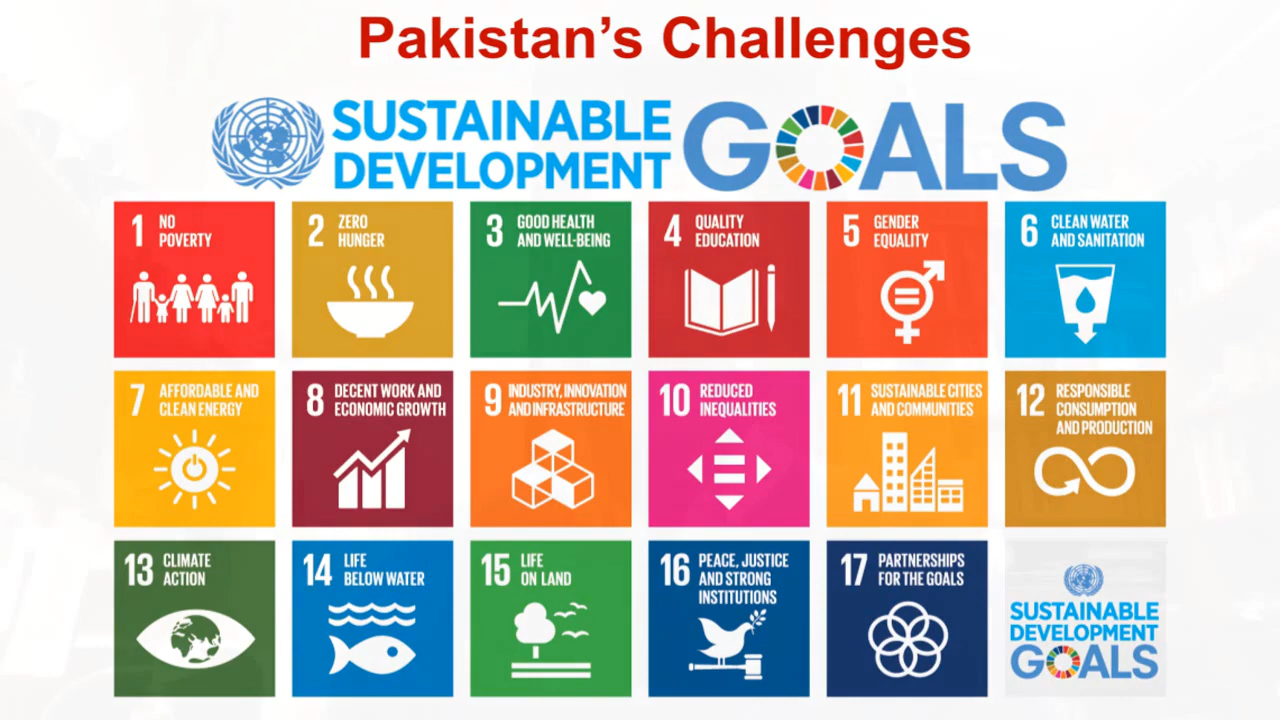 Pakistan's Challenges
SUSTAINABLE
DEVELOPMENT
GOALS
1 NO
POVERTY
2 ZERO
HUNGER
3 GOOD HEALTH
AND WELL-BEING
4 QUALITY
EDUCATION
5 GENDER
EQUALITY
6 CLEAN WATER
AND SANITATION
7 AFFORDABLE AND
CLEAN ENERGY
8 DECENT WORK AND
ECONOMIC GROWTH
9 INDUSTRY, INNOVATION
AND INFRASTRUCTURE
10 REDUCED
INEQUALITIES
11 SUSTAINABLE CITIES
AND COMMUNITIES
12 RESPONSIBLE
CONSUMPTION
AND PRODUCTION
13 CLIMATE
ACTION
14 LIFE
BELOW WATER
15 LIFE
ON LAND
16 PEACE, JUSTICE
AND STRONG
INSTITUTIONS
17 PARTNERSHIPS
FOR THE GOALS
SUSTAINABLE
DEVELOPMENT
GOALS